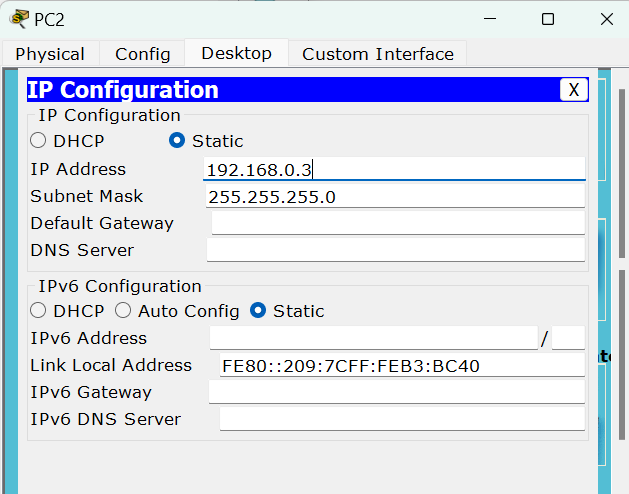 PC2
Physical Config Desktop Custom Interface
IP Configuration X
IP Configuration
DHCP Static
IP Address 192.168.0.3
Subnet Mask 255.255.255.0
Default Gateway
DNS Server
IPv6 Configuration
DHCP Auto Config Static
IPv6 Address /
Link Local Address FE80::209:7CFF:FEB3:BC40
IPv6 Gateway
IPv6 DNS Server